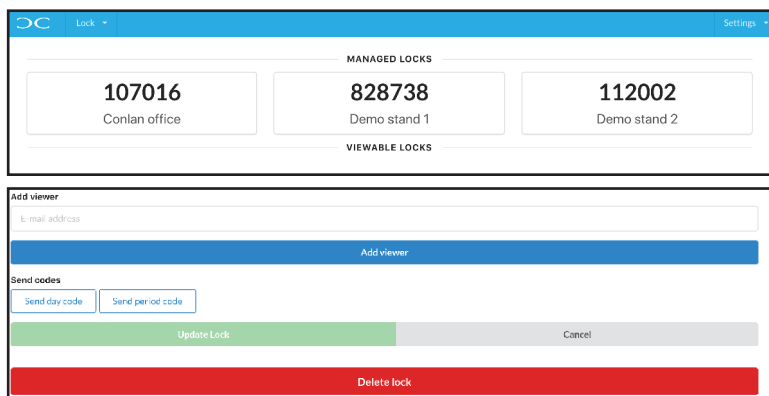 Lock
Settings
MANAGED LOCKS
107016
Conlan office
828738
Demo stand 1
112002
Demo stand 2
VIEWABLE LOCKS
Add viewer
E-mail address
Add viewer
Send codes
Send day code
Send period code
Update Lock
Cancel
Delete lock